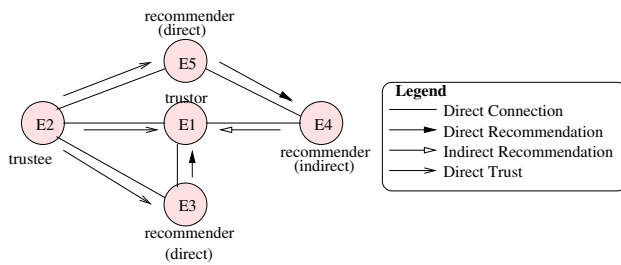 recommender
(direct)
E5
trustor
E2
E1
E4
trustee
recommender
(indirect)
E3
recommender
(direct)
Legend
Direct Connection
Direct Recommendation
Indirect Recommendation
Direct Trust